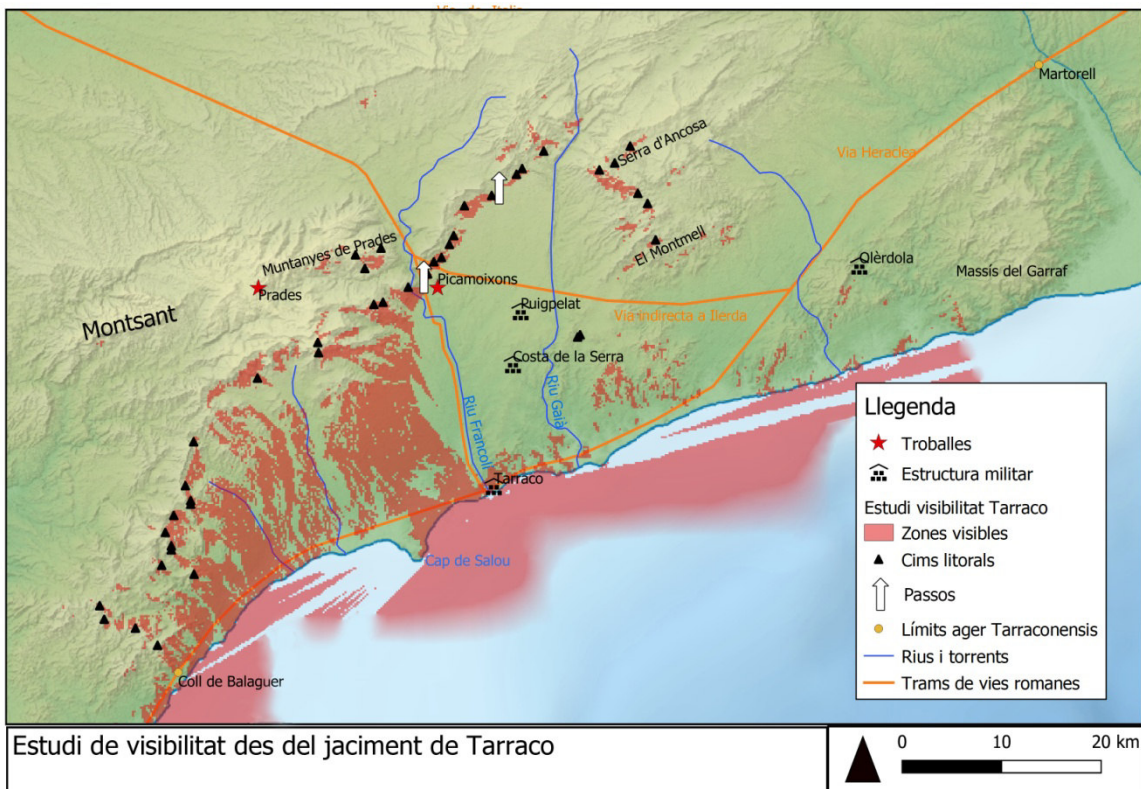 Via de Italia
Martorell
Serra d'Ancosa
Via Heraclea
Muntanyes de Prades
El Montmell
Olèrdola
Massís del Garraf
Picamoixons
Prades
Montsant
Puigpelat
Via indirecta a Ilerda
Costa de la Serra
Riu Gaià
Riu Francolí
Tarraco
Cap de Salou
Coll de Balaguer
Llegenda
Troballes
Estructura militar
Estudi visibilitat Tarraco
Zones visibles
Cims litorals
Passos
Límits ager Tarraconensis
Rius i torrents
Trams de vies romanes
Estudi de visibilitat des del jaciment de Tarraco
0 10 20 km